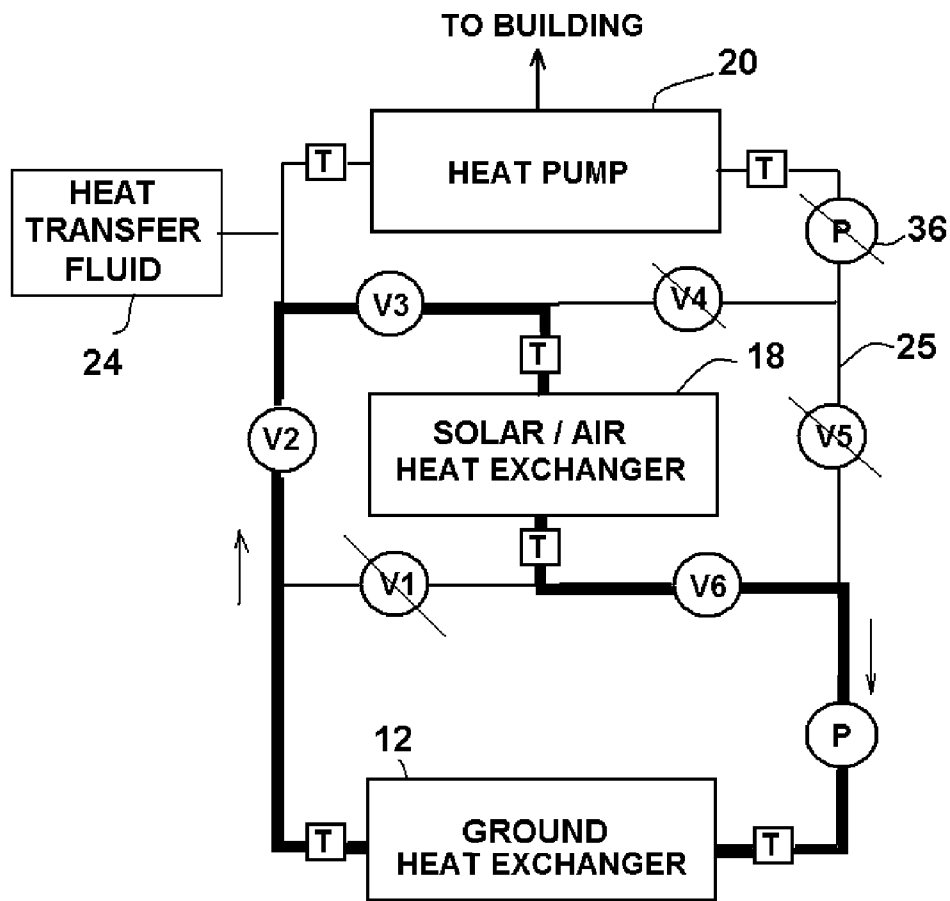 TO BUILDING
20
T
HEAT PUMP
T
HEAT
TRANSFER
FLUID
P
36
24
V3
V4
T
18
25
V2
SOLAR / AIR
HEAT EXCHANGER
V5
T
V1
V6
12
P
T
GROUND
HEAT EXCHANGER
T